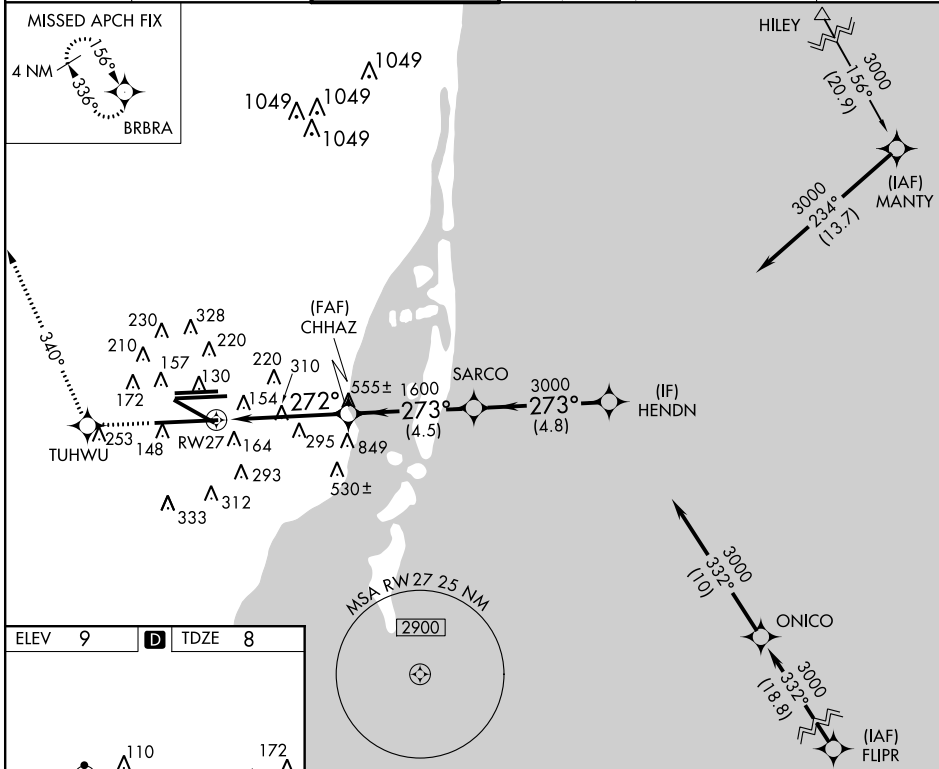 MISSED APCH FIX
4 NM
156°
336°
BRBRA
1049
1049
1049
1049
HILEY
3000
156°
(20.9)
(IAF)
MANTY
3000
234°
(13.7)
340°
230
328
210
220
157
172
130
220
310
154
(FAF)
CHHAZ
555±
272°
1600
273°
(4.5)
SARCO
3000
273°
(4.8)
(IF)
HENDN
TUHWU
253
148
RW27
164
295
849
293
530±
312
333
MSA RW27 25 NM
2900
3000
332°
(10)
ONICO
3000
332°
(18.8)
(IAF)
FLIPR
ELEV 9 D TDZE 8
110
172